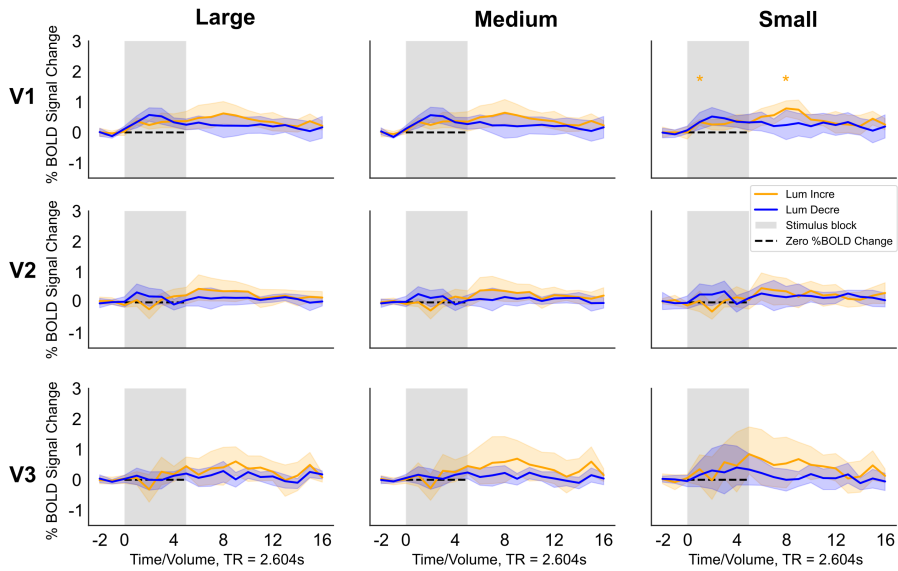 Large Medium Small
V1
% BOLD Signal Change
3
2
1
0
-1
* *
Lum Incre
Lum Decre
Stimulus block
Zero %BOLD Change
V2
% BOLD Signal Change
3
2
1
0
-1
V3
% BOLD Signal Change
3
2
1
0
-1
-2 0 4 8 12 16 -2 0 4 8 12 16 -2 0 4 8 12 16
Time/Volume, TR = 2.604s Time/Volume, TR = 2.604s Time/Volume, TR = 2.604s